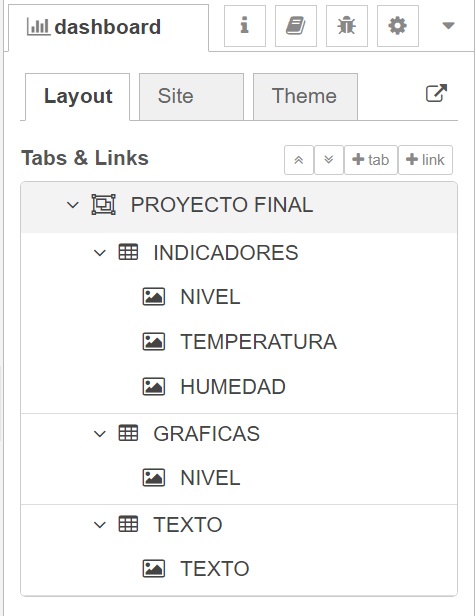 dashboard
Layout Site Theme
Tabs & Links
tab link
PROYECTO FINAL
INDICADORES
NIVEL
TEMPERATURA
HUMEDAD
GRAFICAS
NIVEL
TEXTO
TEXTO